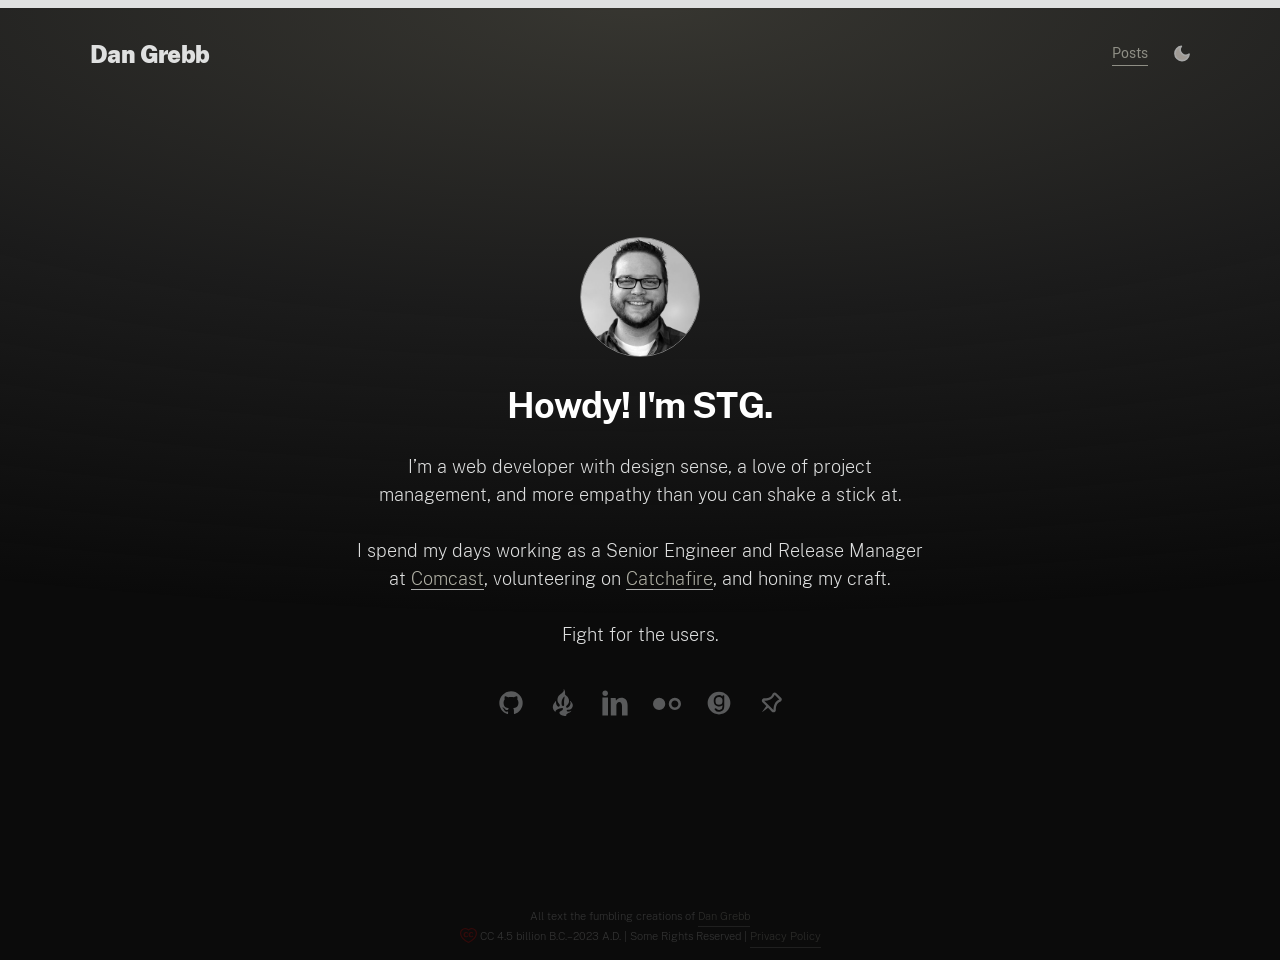 Dan Grebb
Posts
Howdy! I'm STG.
I’m a web developer with design sense, a love of project
management, and more empathy than you can shake a stick at.
I spend my days working as a Senior Engineer and Release Manager
at Comcast, volunteering on Catchafire, and honing my craft.
Fight for the users.
All text the fumbling creations of Dan Grebb
CC 4.5 billion B.C.–2023 A.D. | Some Rights Reserved | Privacy Policy